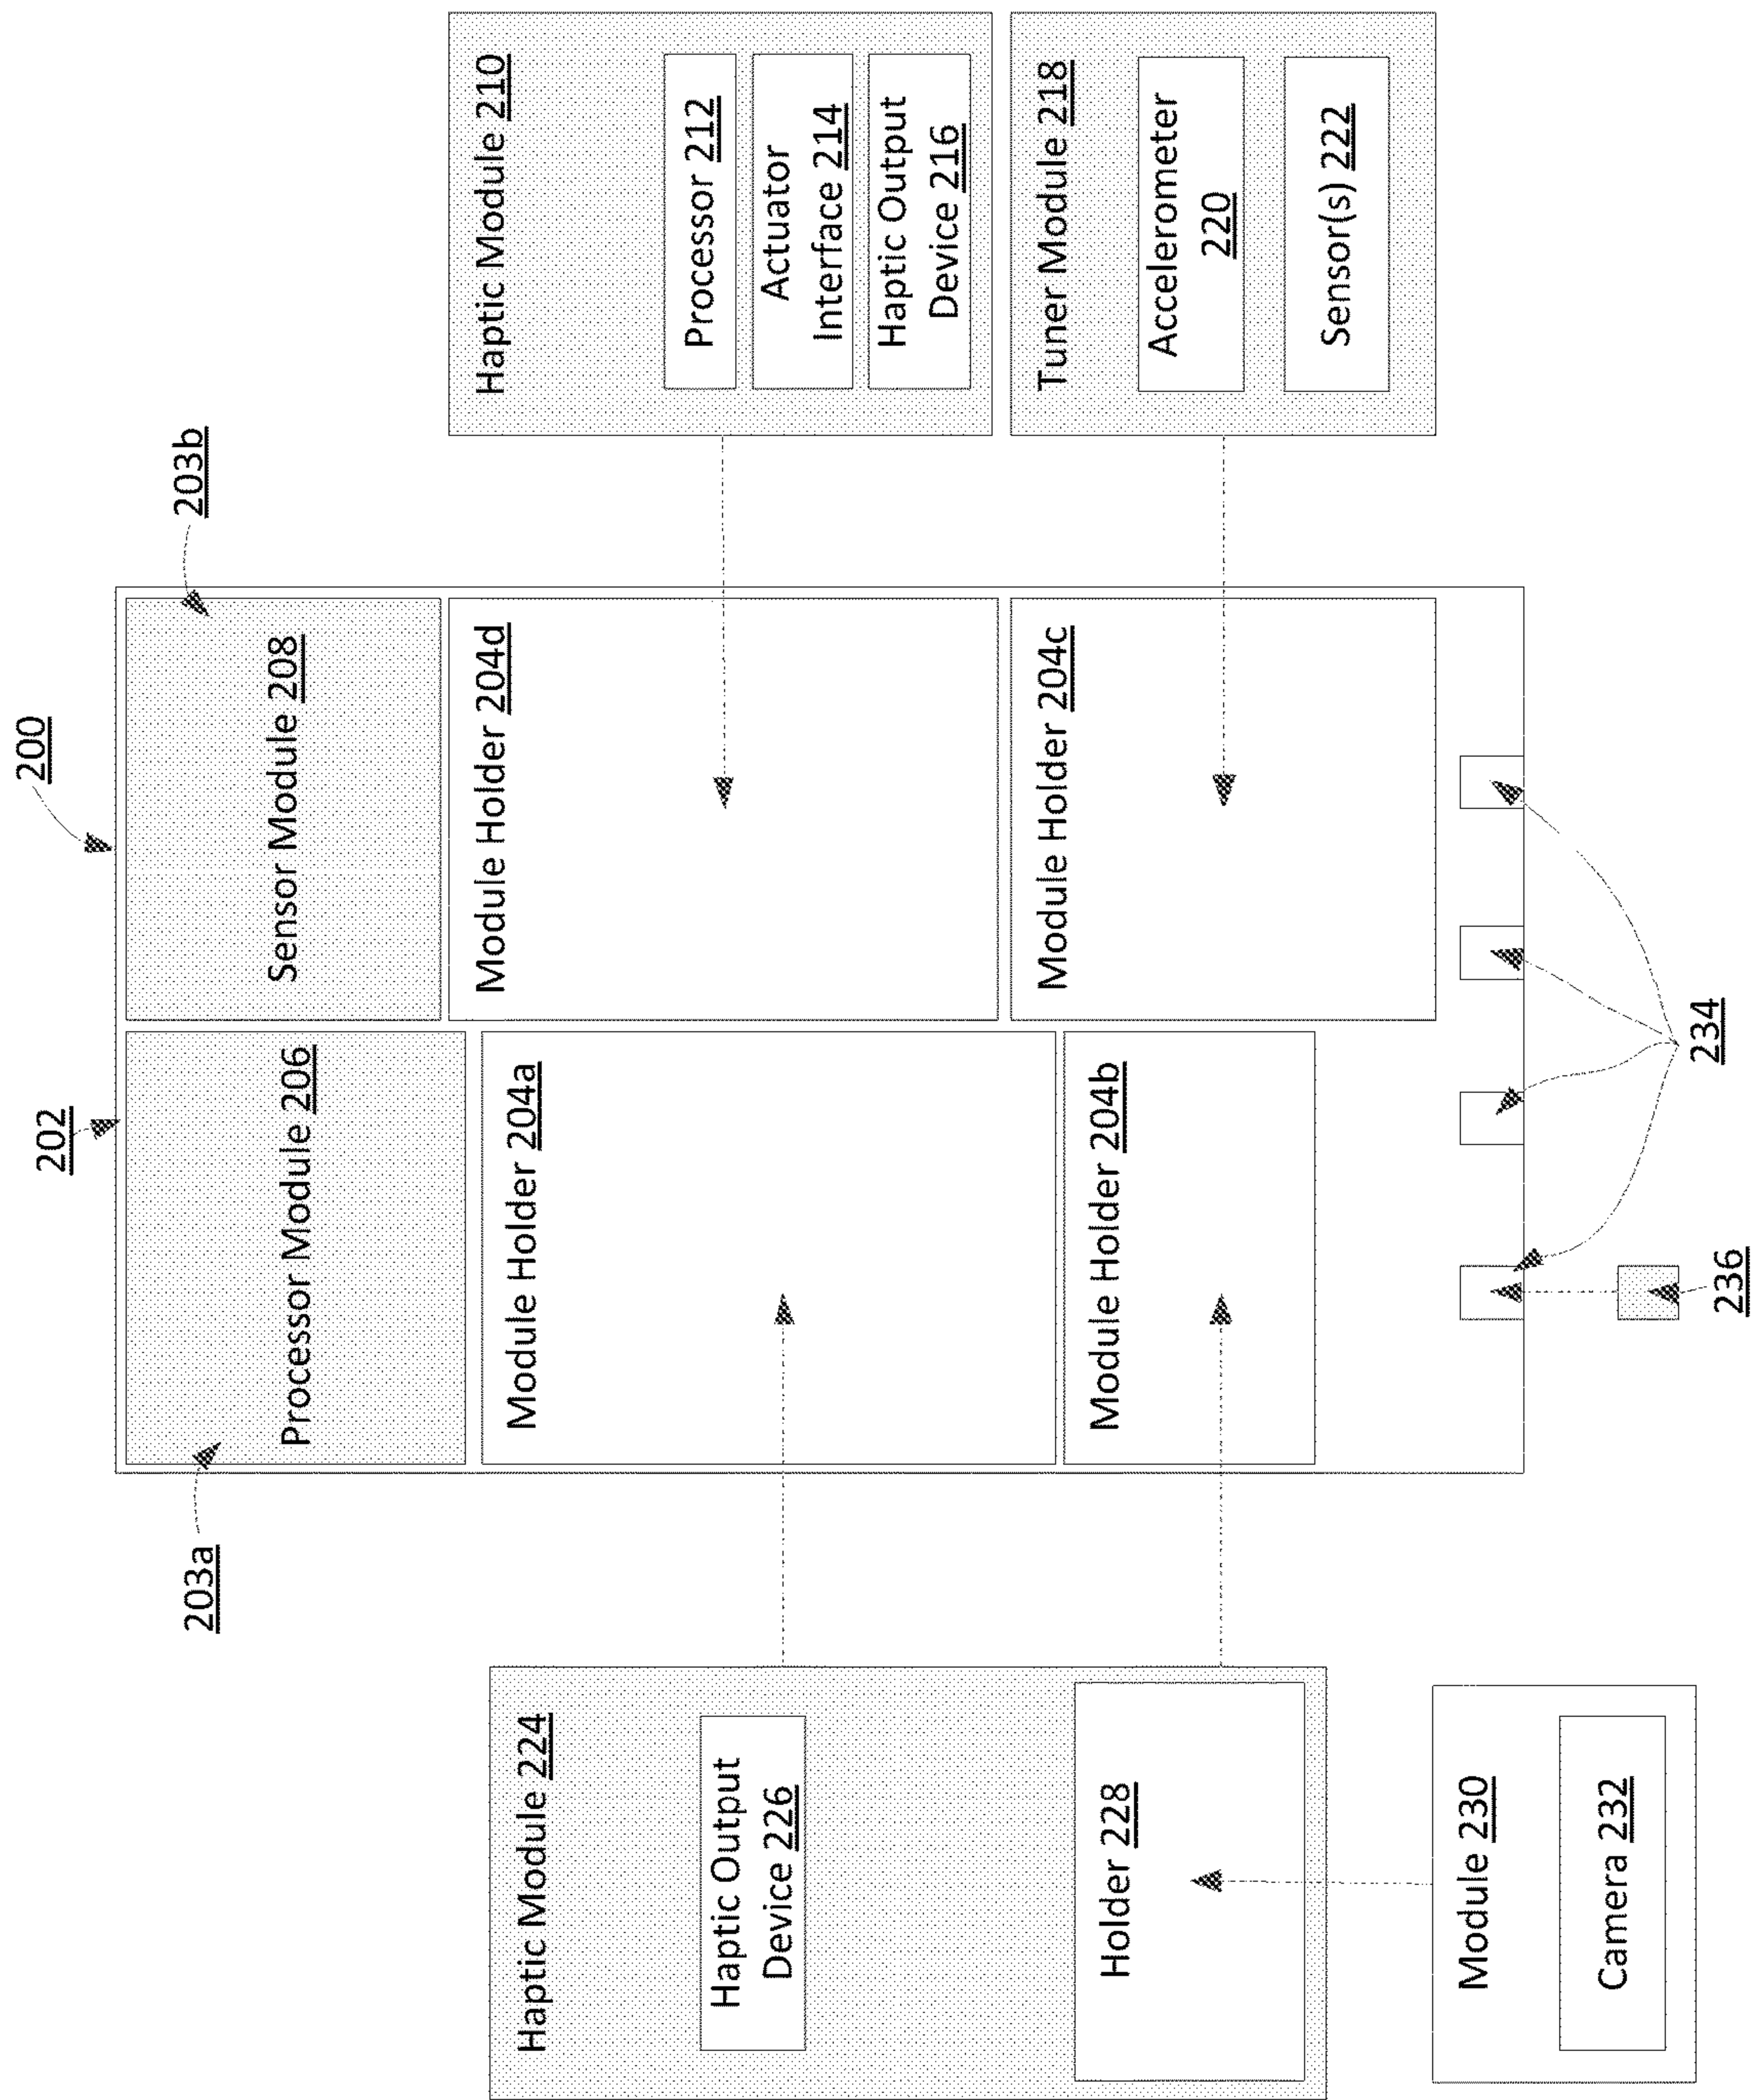 200
202
203a
203b
Processor Module 206
Sensor Module 208
Haptic Module 224
Haptic Output
Device 226
Holder 228
Module 230
Camera 232
Module Holder 204a
Module Holder 204b
Module Holder 204d
Module Holder 204c
Haptic Module 210
Processor 212
Actuator
Interface 214
Haptic Output
Device 216
Tuner Module 218
Accelerometer
220
Sensor(s) 222
236
234